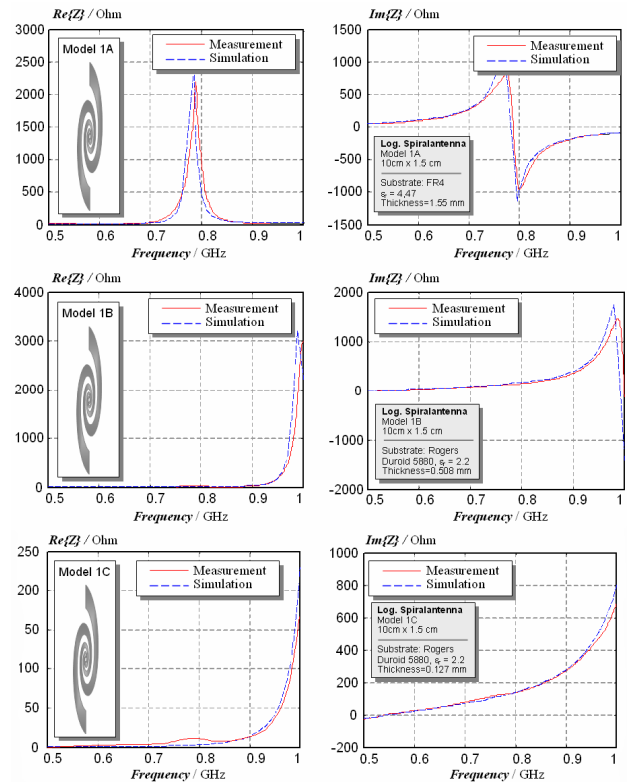 Re{Z} / Ohm
3000
2500
2000
1500
1000
500
0
Model 1A
Measurement
Simulation
0.5 0.6 0.7 0.8 0.9 1
Frequency / GHz
Im{Z} / Ohm
1500
1000
500
0
-500
-1000
-1500
Measurement
Simulation
Log. Spiralantenna
Model 1A
10cm x 1.5 cm
Substrate: FR4
εr = 4,47
Thickness=1.55 mm
0.5 0.6 0.7 0.8 0.9 1
Frequency / GHz
Re{Z} / Ohm
4000
3000
2000
1000
0
Model 1B
Measurement
Simulation
0.5 0.6 0.7 0.8 0.9 1
Frequency / GHz
Im{Z} / Ohm
2000
1000
0
-1000
-2000
Measurement
Simulation
Log. Spiralantenna
Model 1B
10cm x 1.5 cm
Substrate: Rogers
Duroid 5880, εr = 2.2
Thickness=0.508 mm
0.5 0.6 0.7 0.8 0.9 1
Frequency / GHz
Re{Z} / Ohm
250
200
50
100
50
0
Model 1C
Measurement
Simulation
0.5 0.6 0.7 0.8 0.9 1
Frequency / GHz
Im{Z} / Ohm
1000
800
600
400
200
0
-200
Measurement
Simulation
Log. Spiralantenna
Model 1C
10cm x 1.5 cm
Substrate: Rogers
Duroid 5880, εr = 2.2
Thickness=0.127 mm
0.5 0.6 0.7 0.8 0.9 1
Frequency / GHz